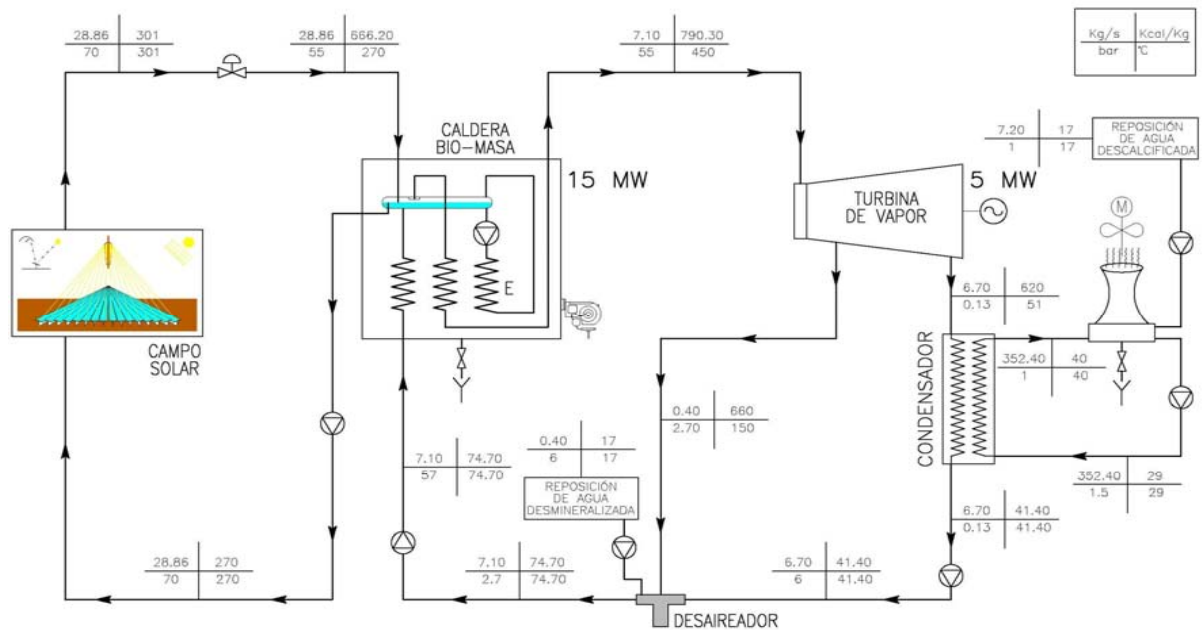 28.86 301
70 301
28.86 666.20
55 270
7.10 790.30
55 450
Kg/s Kcal/Kg
bar °C
CALDERA
BIO-MASA
15 MW
E
TURBINA
DE VAPOR
5 MW
7.20 17
1 17
REPOSICIÓN
DE AGUA
DESCALCIFICADA
M
CAMPO
SOLAR
6.70 620
0.13 51
CONDENSADOR
352.40 40
1 40
0.40 660
2.70 150
7.10 74.70
57 74.70
0.40 17
6 17
REPOSICIÓN
DE AGUA
DESMINERALIZADA
352.40 29
1.5 29
6.70 41.40
0.13 41.40
28.86 270
70 270
7.10 74.70
2.7 74.70
6.70 41.40
6 41.40
DESAIREADOR